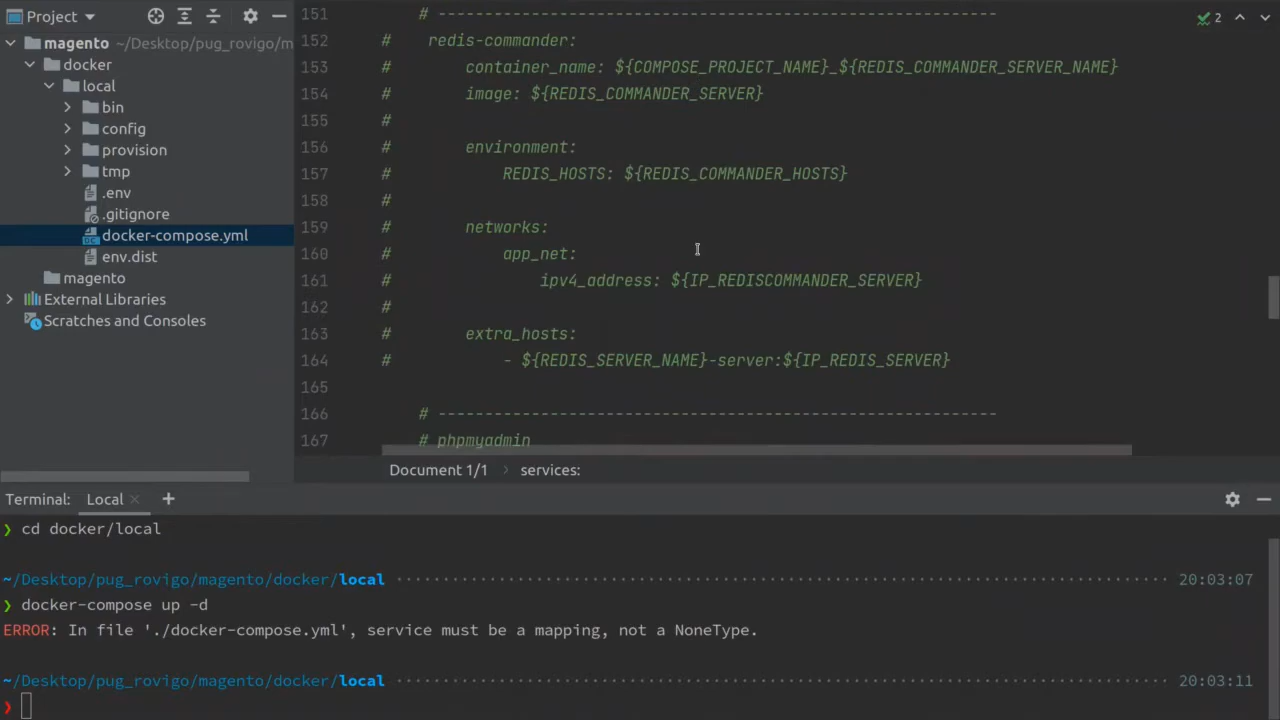 Project
magento ~/Desktop/pug_rovigo/m
docker
local
bin
config
provision
tmp
.env
.gitignore
docker-compose.yml
env.dist
magento
External Libraries
Scratches and Consoles
2
151 # ------------------------------------------------------------
152 # redis-commander:
153 # container_name: ${COMPOSE_PROJECT_NAME}_${REDIS_COMMANDER_SERVER_NAME}
154 # image: ${REDIS_COMMANDER_SERVER}
155 #
156 # environment:
157 # REDIS_HOSTS: ${REDIS_COMMANDER_HOSTS}
158 #
159 # networks:
160 # app_net:
161 # ipv4_address: ${IP_REDISCOMMANDER_SERVER}
162 #
163 # extra_hosts:
164 # - ${REDIS_SERVER_NAME}-server:${IP_REDIS_SERVER}
165
166 # ------------------------------------------------------------
167 # phpmyadmin
Document 1/1 › services:
Terminal: Local × +
❯ cd docker/local
~/Desktop/pug_rovigo/magento/docker/local 20:03:07
❯ docker-compose up -d
ERROR: In file './docker-compose.yml', service must be a mapping, not a NoneType.
~/Desktop/pug_rovigo/magento/docker/local 20:03:11
❯